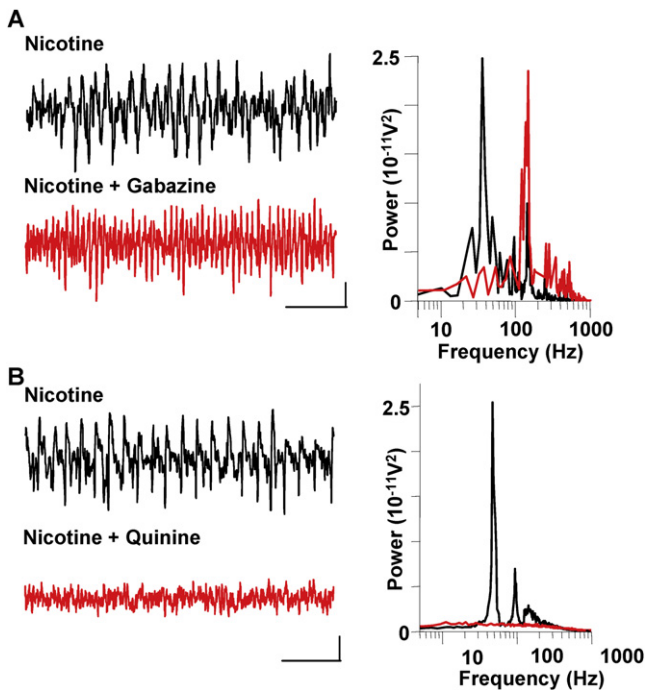 A
Nicotine
Nicotine + Gabazine
2.5
Power (10⁻¹¹V²)
0
10 100 1000
Frequency (Hz)
B
Nicotine
Nicotine + Quinine
2.5
Power (10⁻¹¹V²)
0
10 100 1000
Frequency (Hz)